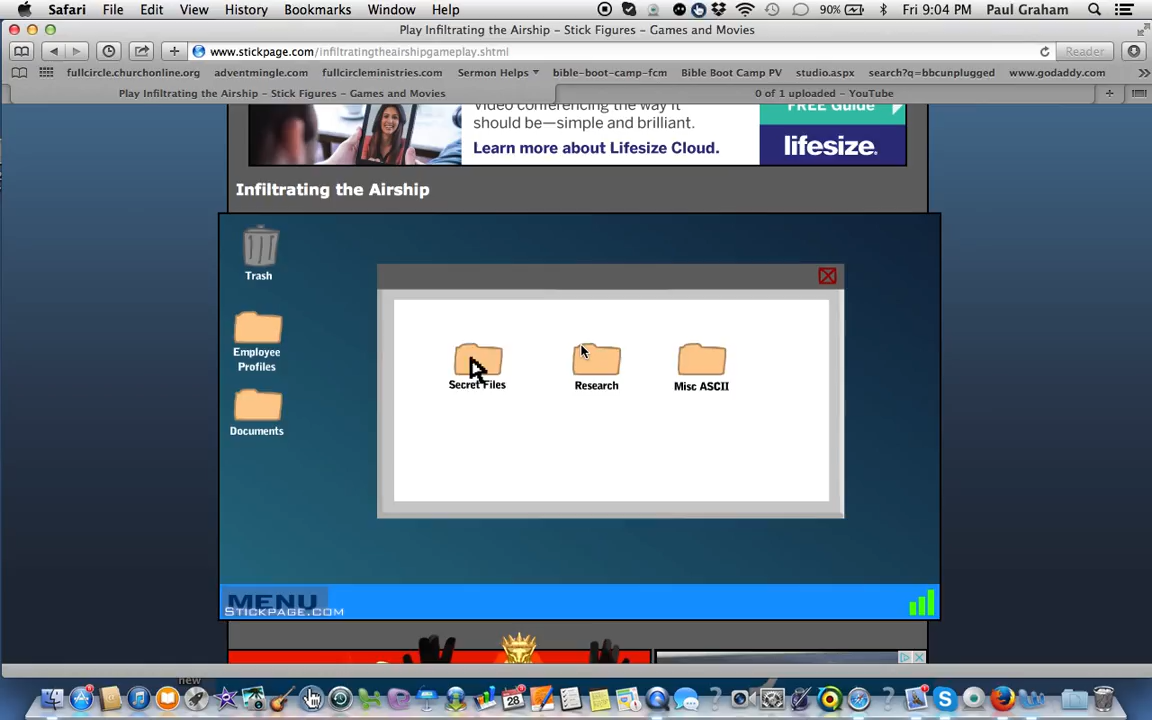 Safari File Edit View History Bookmarks Window Help 90% Fri 9:04 PM Paul Graham
Play Infiltrating the Airship – Stick Figures – Games and Movies
www.stickpage.com/infiltratingtheairshipgameplay.shtml Reader
fullcircle.churchonline.org adventmingle.com fullcircleministries.com Sermon Helps bible-boot-camp-fcm Bible Boot Camp PV studio.aspx search?q=bbcunplugged www.godaddy.com
Play Infiltrating the Airship – Stick Figures – Games and Movies 0 of 1 uploaded – YouTube
Video conferencing the way it
should be—simple and brilliant.
Learn more about Lifesize Cloud.
FREE Guide
lifesize.
Infiltrating the Airship
Trash
Employee
Profiles
Documents
Secret Files Research Misc ASCII
MENU
STICKPAGE.COM
new